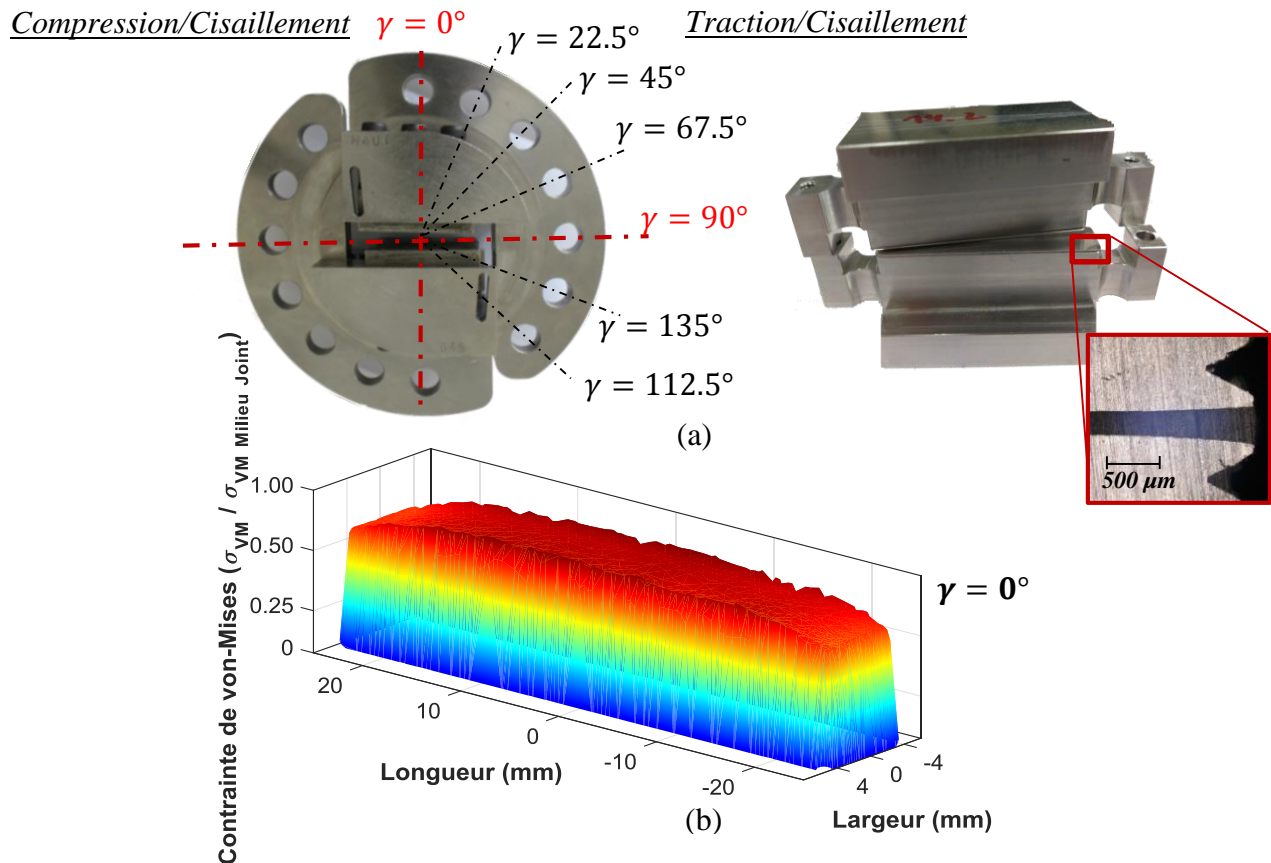 Compression/Cisaillement
γ = 0°
Traction/Cisaillement
γ = 22.5°
γ = 45°
γ = 67.5°
γ = 90°
γ = 135°
γ = 112.5°
500 µm
(a)
Contrainte de von-Mises (σVM / σVM Milieu Joint)
1.00
0.50
0.25
0
γ = 0°
20
10
0
-10
-20
Longueur (mm)
4
0
-4
Largeur (mm)
(b)